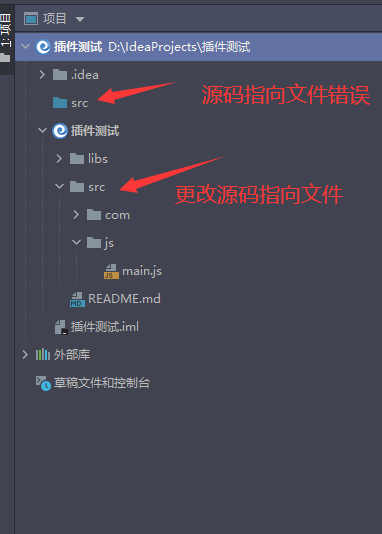 1: 项目
项目
插件测试 D:\IdeaProjects\插件测试
.idea
src
源码指向文件错误
插件测试
libs
src
更改源码指向文件
com
js
JS main.js
MD README.md
插件测试.iml
外部库
草稿文件和控制台